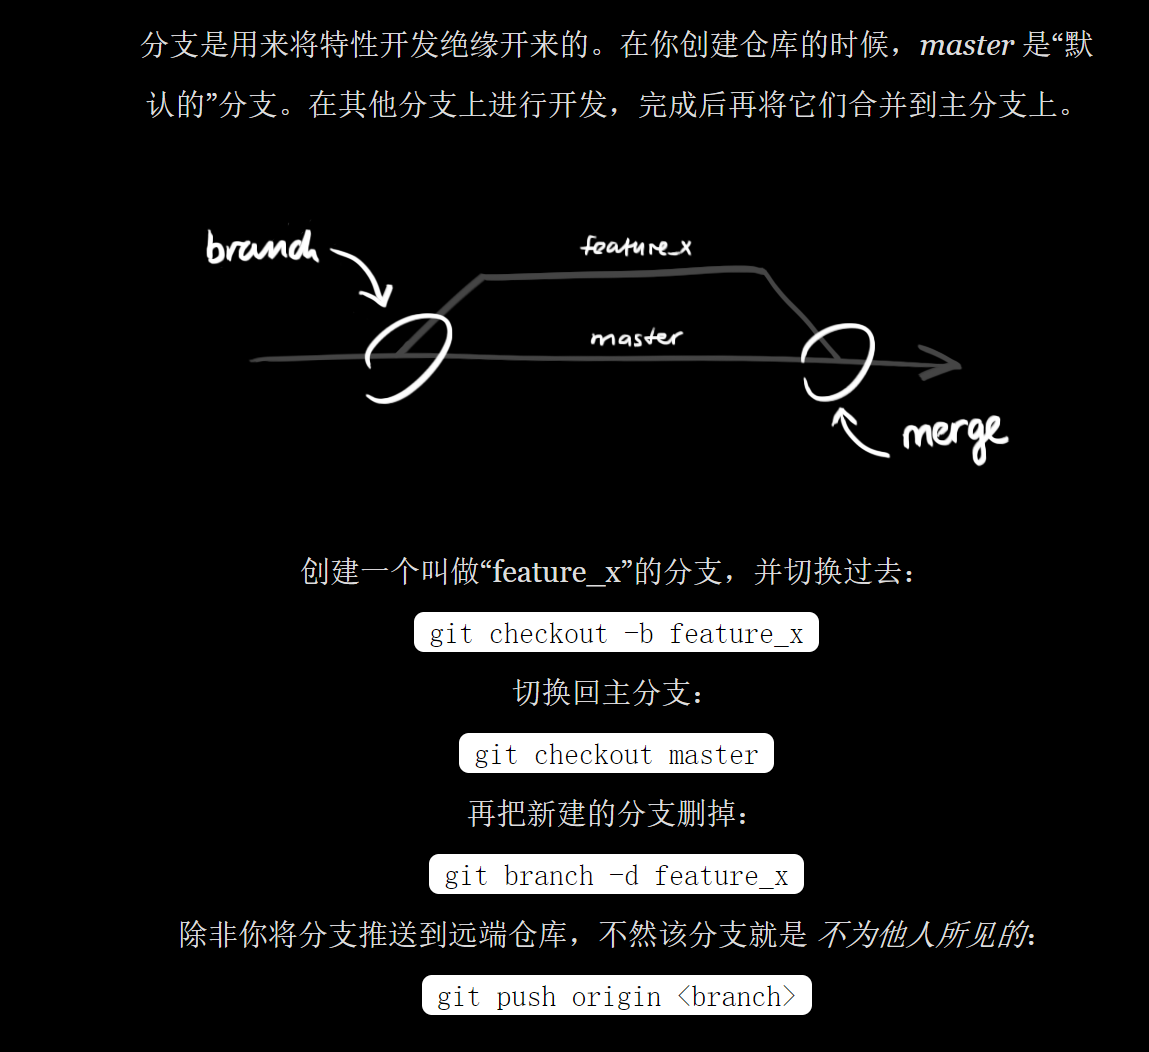 分支是用来将特性开发绝缘开来的。在你创建仓库的时候，master 是“默
认的”分支。在其他分支上进行开发，完成后再将它们合并到主分支上。
branch
feature_x
master
merge
创建一个叫做“feature_x”的分支，并切换过去：
git checkout -b feature_x
切换回主分支：
git checkout master
再把新建的分支删掉：
git branch -d feature_x
除非你将分支推送到远端仓库，不然该分支就是 不为他人所见的：
git push origin <branch>